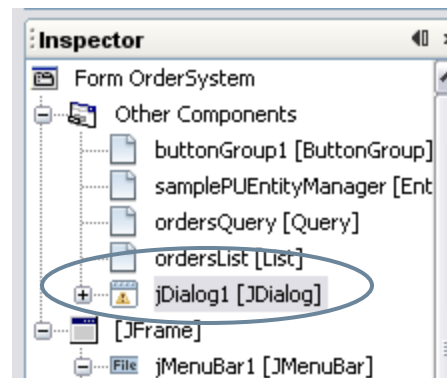 Inspector
Form OrderSystem
Other Components
buttonGroup1 [ButtonGroup]
samplePUEntityManager [Ent
ordersQuery [Query]
ordersList [List]
jDialog1 [JDialog]
[JFrame]
File jMenuBar1 [JMenuBar]